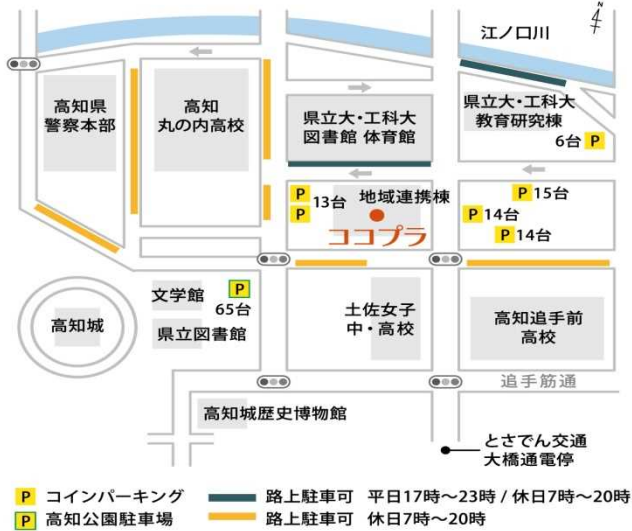 N
江ノ口川
高知県
警察本部
高知
丸の内高校
県立大・工科大
図書館 体育館
県立大・工科大
教育研究棟
6台 P
P
P
13台
地域連携棟
ココプラ
P 15台
P 14台
P 14台
文学館
P
65台
県立図書館
高知城
土佐女子
中・高校
高知追手前
高校
追手筋通
高知城歴史博物館
とさでん交通
大橋通電停
P コインパーキング
路上駐車可 平日17時～23時 / 休日7時～20時
P 高知公園駐車場
路上駐車可 休日7時～20時